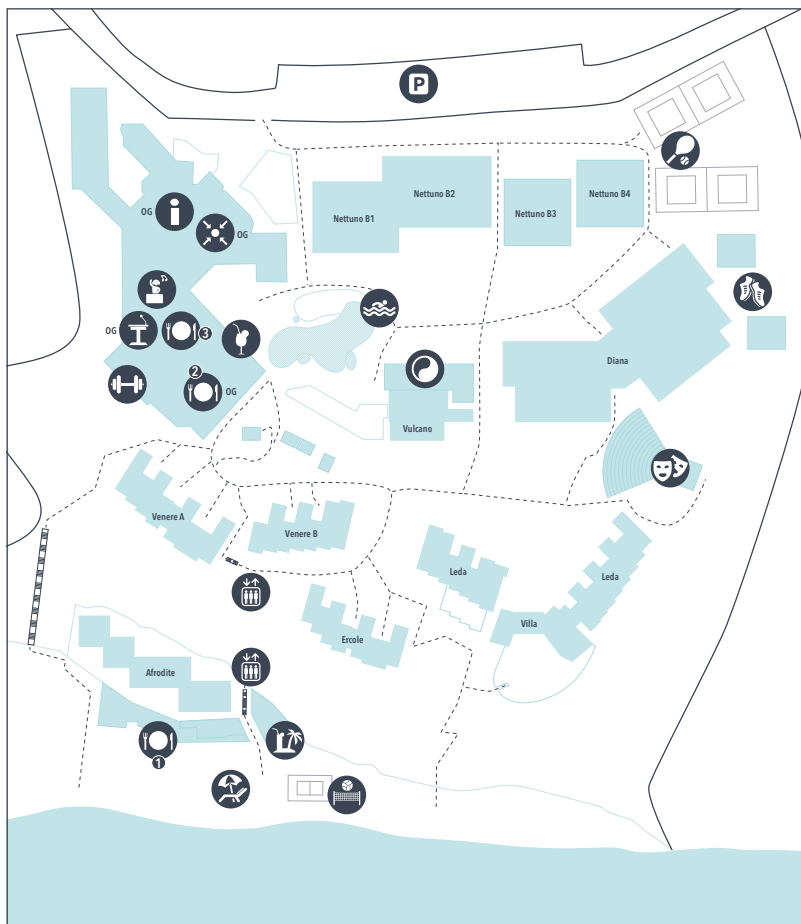 P
Nettuno B2
Nettuno B4
OG
Nettuno B1
Nettuno B3
OG
OG
3
Diana
2
OG
Vulcano
Venere A
Venere B
Leda
Leda
Villa
Ercole
Afrodite
1